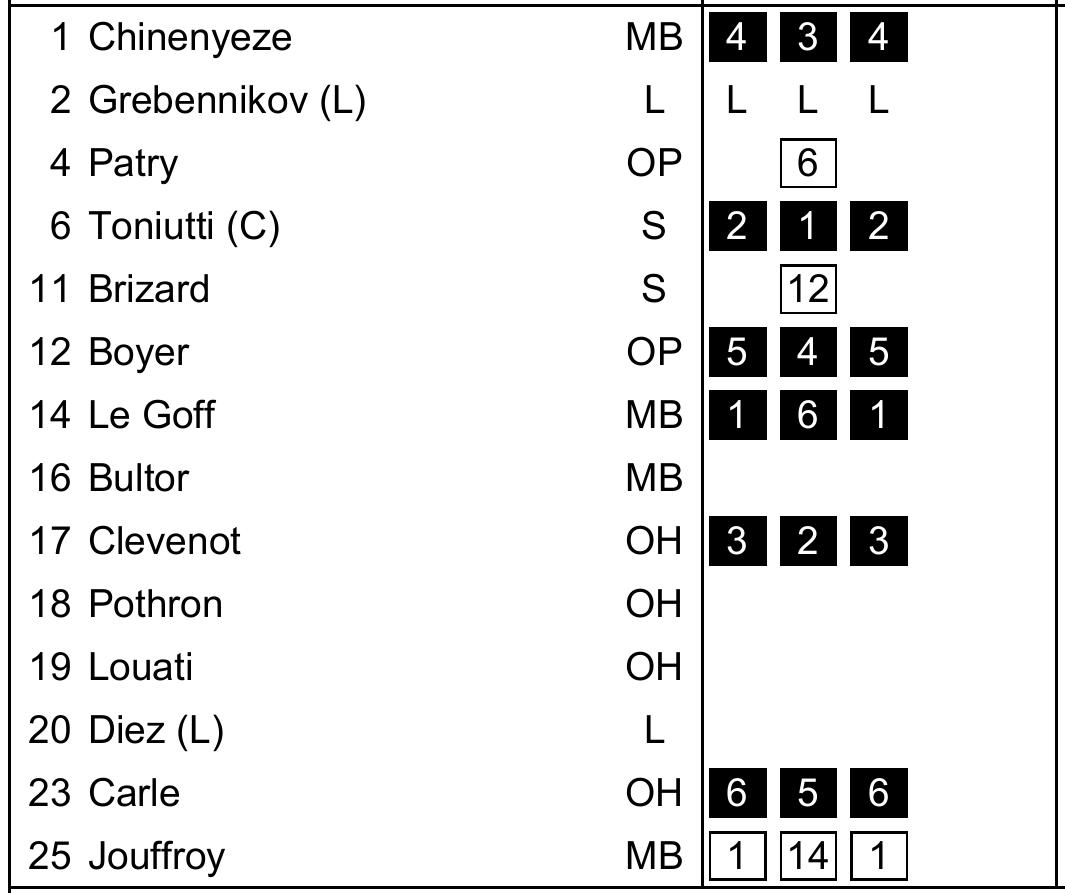 1 Chinenyeze MB 4 3 4
2 Grebennikov (L) L L L L
4 Patry OP 6
6 Toniutti (C) S 2 1 2
11 Brizard S 12
12 Boyer OP 5 4 5
14 Le Goff MB 1 6 1
16 Bultor MB
17 Clevenot OH 3 2 3
18 Pothron OH
19 Louati OH
20 Diez (L) L
23 Carle OH 6 5 6
25 Jouffroy MB 1 14 1